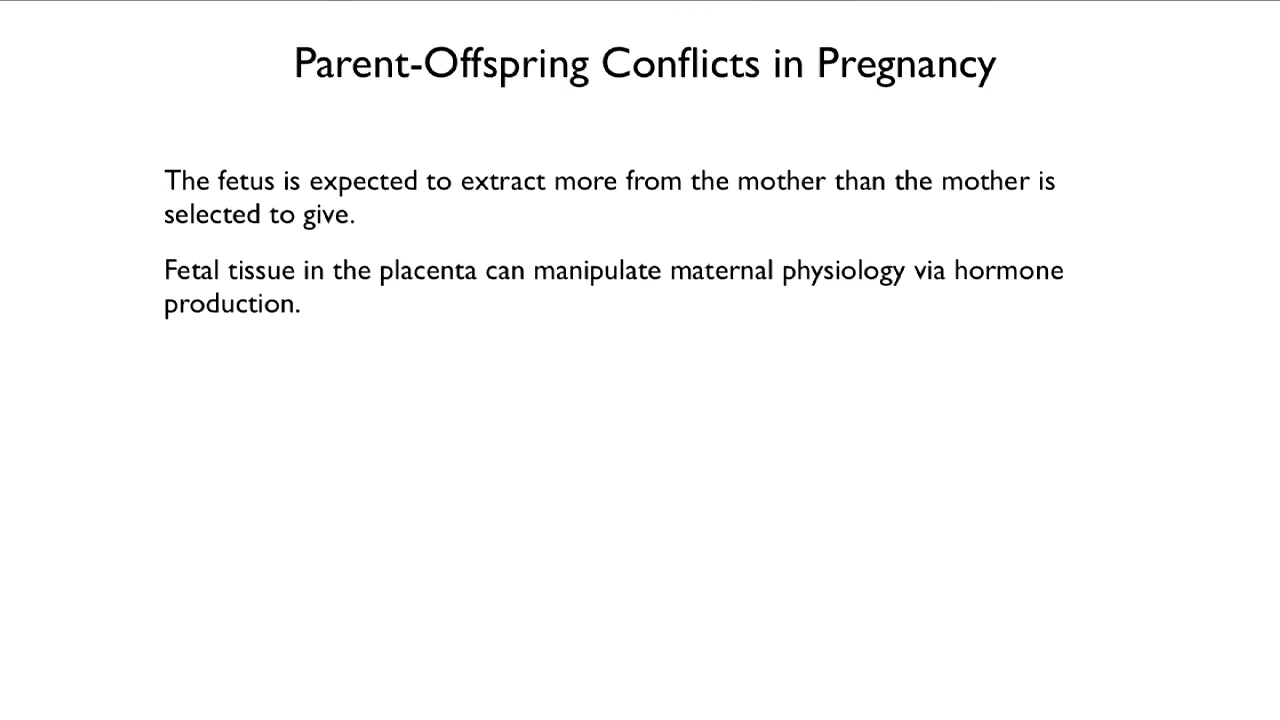 Parent-Offspring Conflicts in Pregnancy
The fetus is expected to extract more from the mother than the mother is
selected to give.
Fetal tissue in the placenta can manipulate maternal physiology via hormone
production.